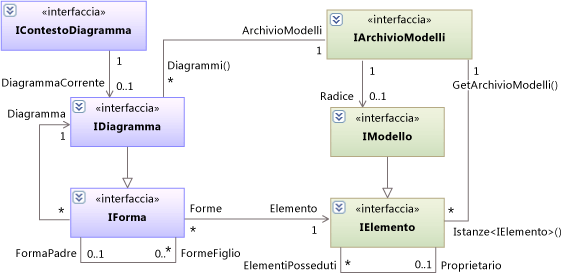 «interfaccia»
IContestoDiagramma
ArchivioModelli
«interfaccia»
IArchivioModelli
1
1
Diagrammi()
1
1
DiagrammaCorrente
0..1
*
Radice
0..1
GetArchivioModelli()
Diagramma
1
«interfaccia»
IDiagramma
«interfaccia»
IModello
«interfaccia»
IForma
*
Forme
*
Elemento
1
«interfaccia»
IElemento
*
Istanze<IElemento>()
FormaPadre
0..1
0..*
FormeFiglio
ElementiPosseduti
*
0..1
Proprietario